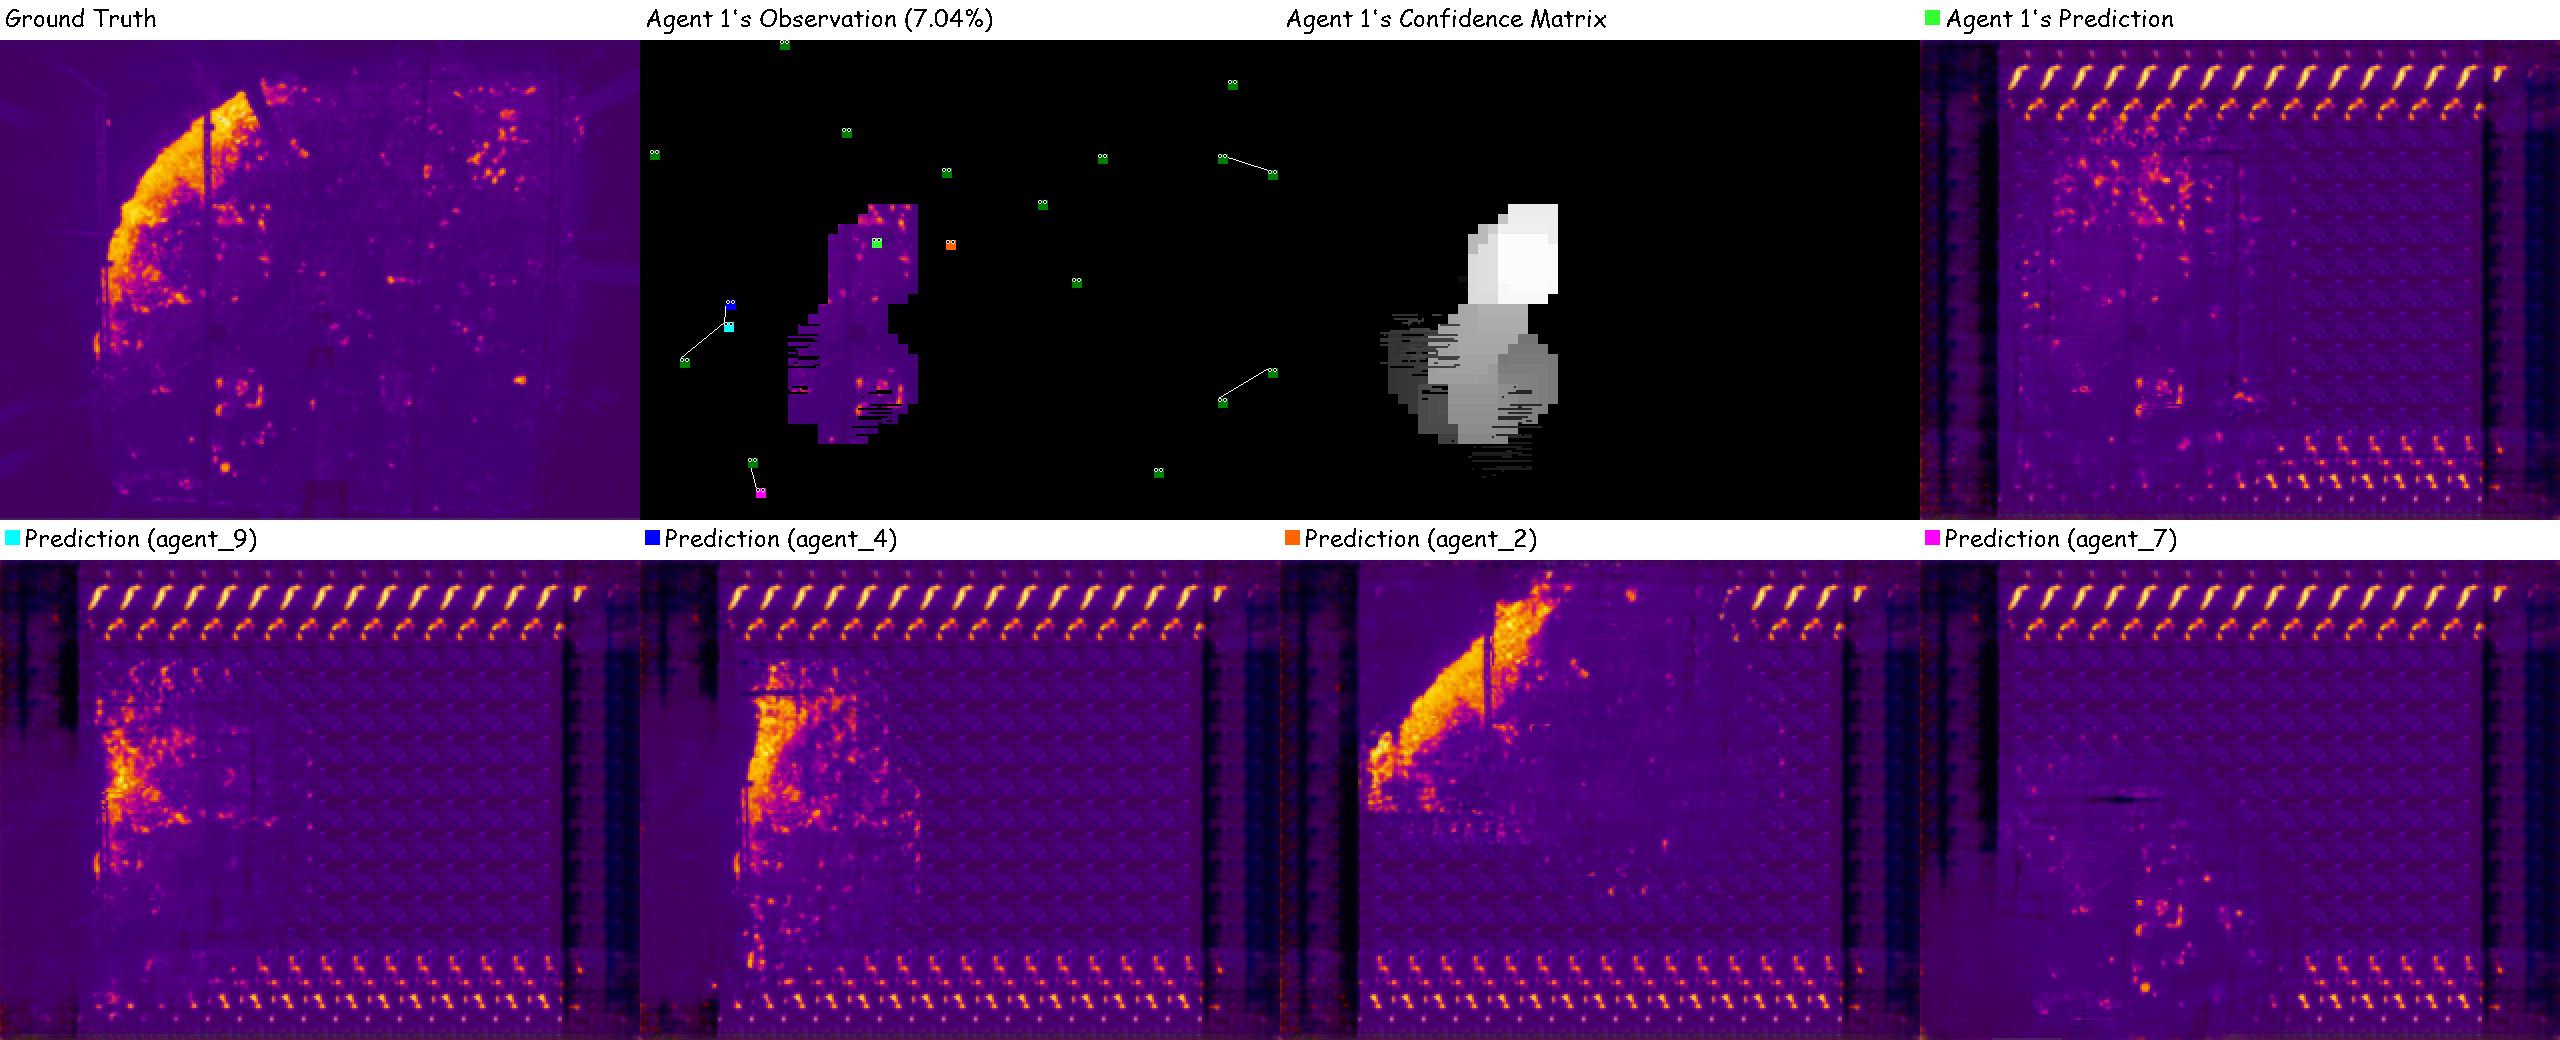 Ground Truth
Agent 1's Observation (7.04%)
Agent 1's Confidence Matrix
Agent 1's Prediction
Prediction (agent_9)
Prediction (agent_4)
Prediction (agent_2)
Prediction (agent_7)